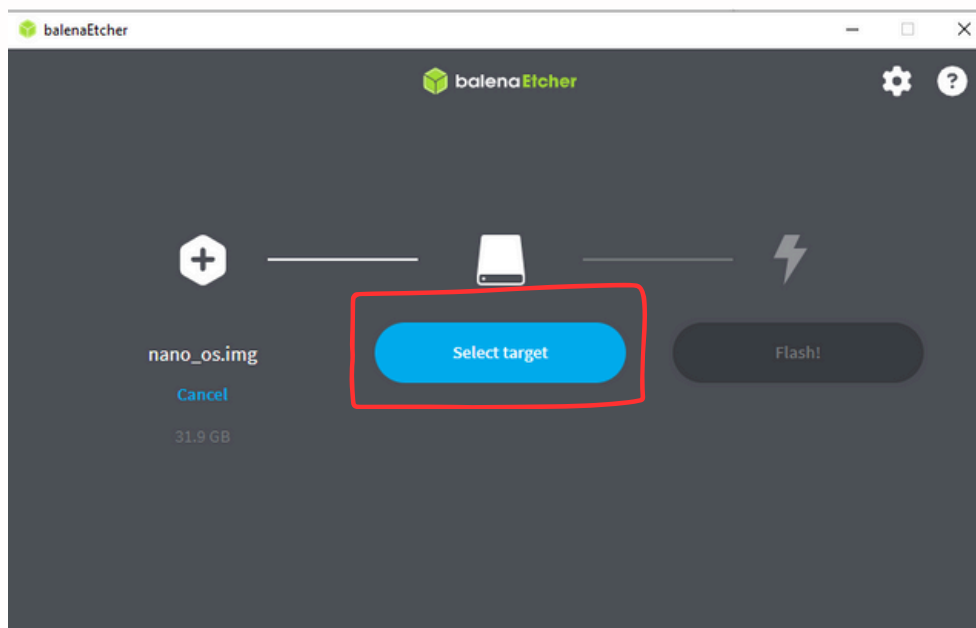 balenaEtcher
balenaEtcher
?
nano_os.img
Select target
Flash!
Cancel
31.9 GB